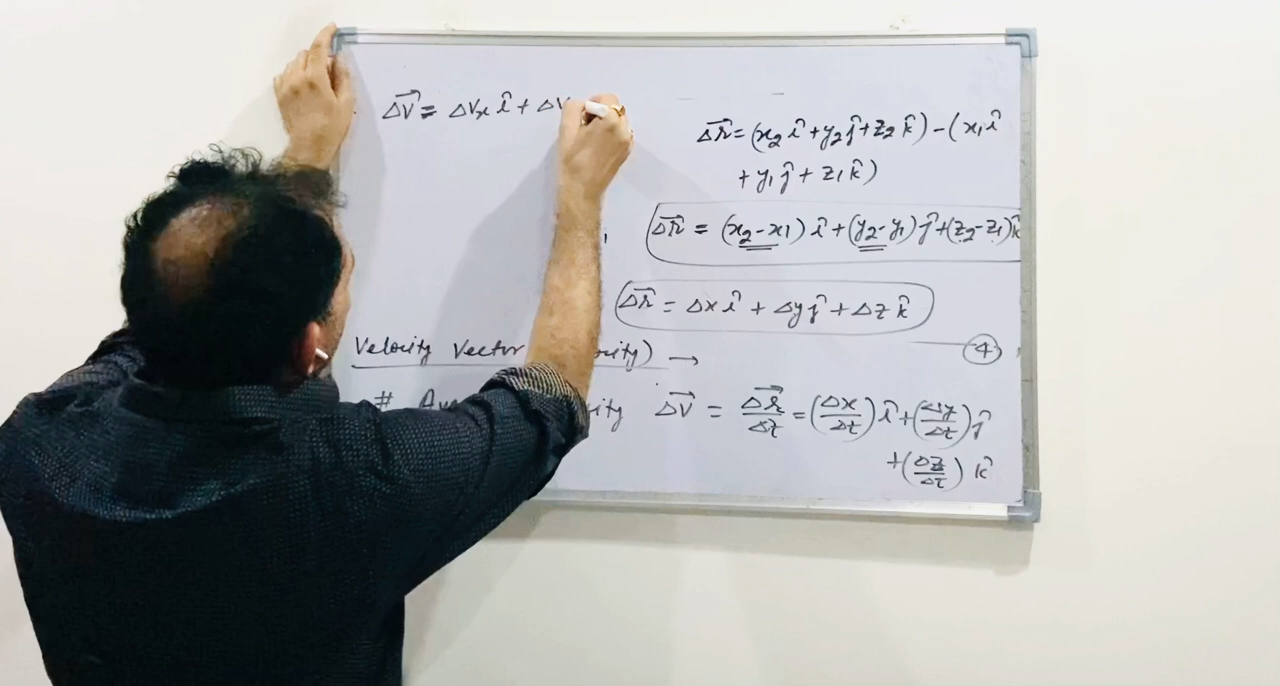 Δv⃗ = Δvₓ î + Δv
Δr⃗ = (x₂ î + y₂ ĵ + z₂ k̂) - (x₁ î
+ y₁ ĵ + z₁ k̂)
Δr⃗ = (x₂-x₁) î + (y₂-y₁) ĵ + (z₂-z₁) k̂
Δr⃗ = Δx î + Δy ĵ + Δz k̂
④
Velocity Vector →
# Δv⃗ = Δr⃗/Δt = (Δx/Δt) î + (Δy/Δt) ĵ
+ (Δz/Δt) k̂